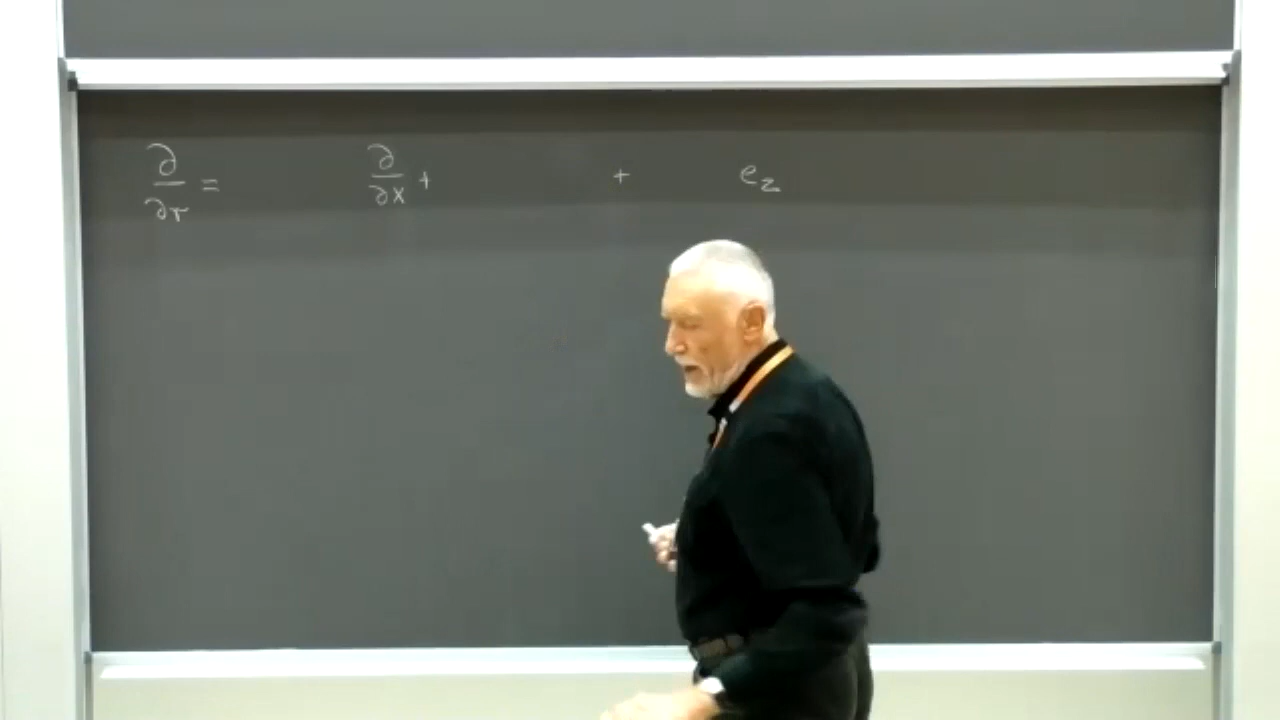 ∂/∂r = ∂/∂x + + e_z